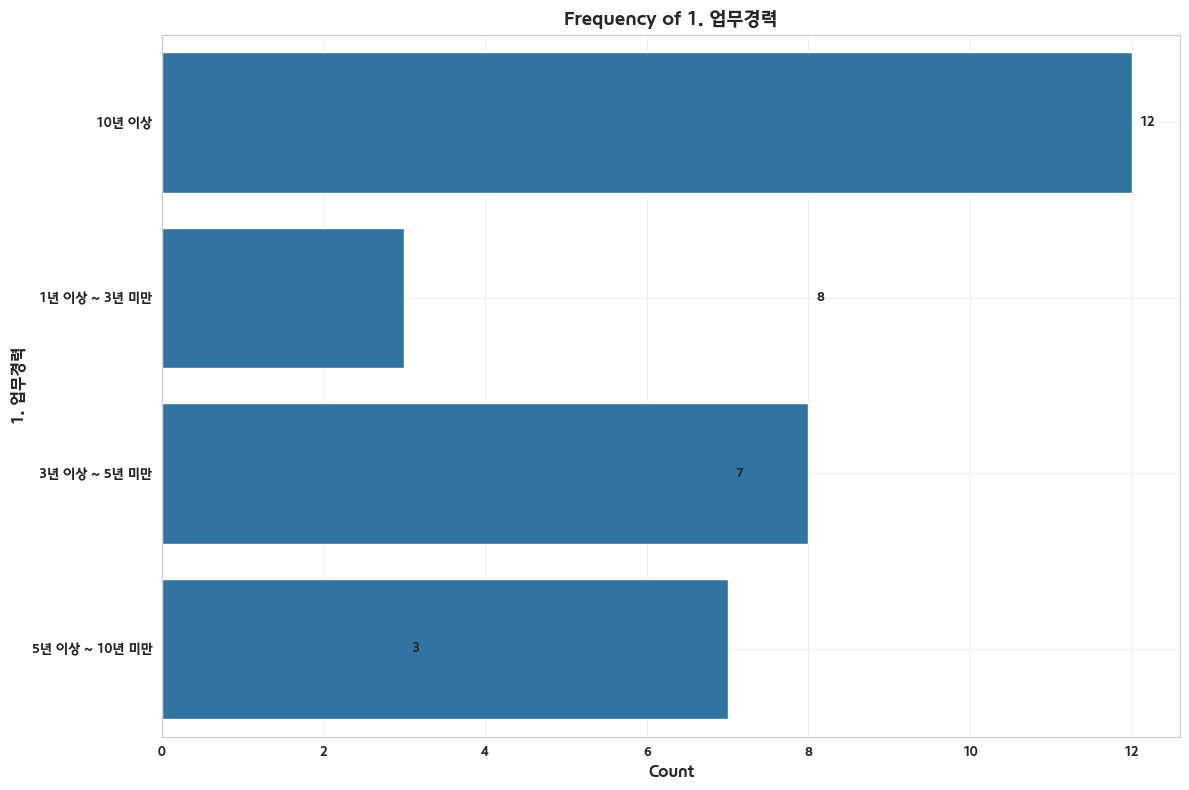 Frequency of 1. 업무경력
1. 업무경력
10년 이상
12
1년 이상 ~ 3년 미만
8
3년 이상 ~ 5년 미만
7
5년 이상 ~ 10년 미만
3
0 2 4 6 8 10 12
Count